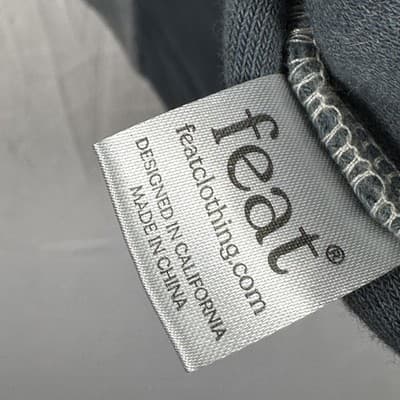 feat®
featclothing.com
DESIGNED IN CALIFORNIA
MADE IN CHINA